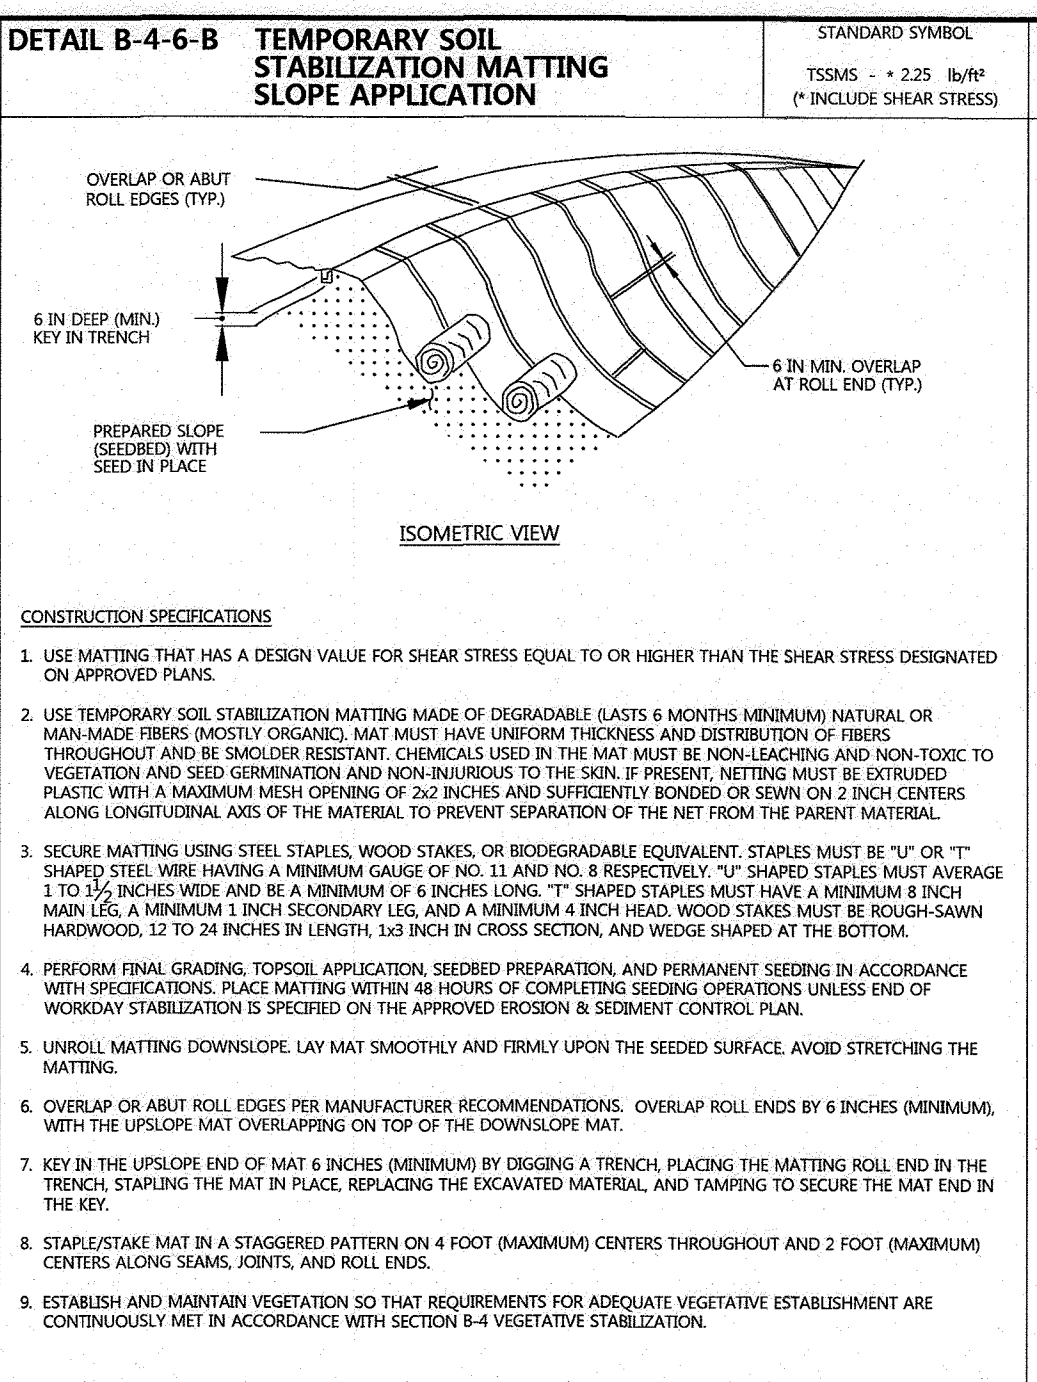 DETAIL B-4-6-B TEMPORARY SOIL
STABILIZATION MATTING
SLOPE APPLICATION
STANDARD SYMBOL
TSSMS - * 2.25 lb/ft²
(* INCLUDE SHEAR STRESS)
OVERLAP OR ABUT
ROLL EDGES (TYP.)
6 IN DEEP (MIN.)
KEY IN TRENCH
6 IN MIN. OVERLAP
AT ROLL END (TYP.)
PREPARED SLOPE
(SEEDBED) WITH
SEED IN PLACE
ISOMETRIC VIEW
CONSTRUCTION SPECIFICATIONS
1. USE MATTING THAT HAS A DESIGN VALUE FOR SHEAR STRESS EQUAL TO OR HIGHER THAN THE SHEAR STRESS DESIGNATED
ON APPROVED PLANS.
2. USE TEMPORARY SOIL STABILIZATION MATTING MADE OF DEGRADABLE (LASTS 6 MONTHS MINIMUM) NATURAL OR
MAN-MADE FIBERS (MOSTLY ORGANIC). MAT MUST HAVE UNIFORM THICKNESS AND DISTRIBUTION OF FIBERS
THROUGHOUT AND BE SMOLDER RESISTANT. CHEMICALS USED IN THE MAT MUST BE NON-LEACHING AND NON-TOXIC TO
VEGETATION AND SEED GERMINATION AND NON-INJURIOUS TO THE SKIN. IF PRESENT, NETTING MUST BE EXTRUDED
PLASTIC WITH A MAXIMUM MESH OPENING OF 2x2 INCHES AND SUFFICIENTLY BONDED OR SEWN ON 2 INCH CENTERS
ALONG LONGITUDINAL AXIS OF THE MATERIAL TO PREVENT SEPARATION OF THE NET FROM THE PARENT MATERIAL.
3. SECURE MATTING USING STEEL STAPLES, WOOD STAKES, OR BIODEGRADABLE EQUIVALENT. STAPLES MUST BE "U" OR "T"
SHAPED STEEL WIRE HAVING A MINIMUM GAUGE OF NO. 11 AND NO. 8 RESPECTIVELY. "U" SHAPED STAPLES MUST AVERAGE
1 TO 1½ INCHES WIDE AND BE A MINIMUM OF 6 INCHES LONG. "T" SHAPED STAPLES MUST HAVE A MINIMUM 8 INCH
MAIN LEG, A MINIMUM 1 INCH SECONDARY LEG, AND A MINIMUM 4 INCH HEAD. WOOD STAKES MUST BE ROUGH-SAWN
HARDWOOD, 12 TO 24 INCHES IN LENGTH, 1x3 INCH IN CROSS SECTION, AND WEDGE SHAPED AT THE BOTTOM.
4. PERFORM FINAL GRADING, TOPSOIL APPLICATION, SEEDBED PREPARATION, AND PERMANENT SEEDING IN ACCORDANCE
WITH SPECIFICATIONS. PLACE MATTING WITHIN 48 HOURS OF COMPLETING SEEDING OPERATIONS UNLESS END OF
WORKDAY STABILIZATION IS SPECIFIED ON THE APPROVED EROSION & SEDIMENT CONTROL PLAN.
5. UNROLL MATTING DOWNSLOPE. LAY MAT SMOOTHLY AND FIRMLY UPON THE SEEDED SURFACE. AVOID STRETCHING THE
MATTING.
6. OVERLAP OR ABUT ROLL EDGES PER MANUFACTURER RECOMMENDATIONS. OVERLAP ROLL ENDS BY 6 INCHES (MINIMUM),
WITH THE UPSLOPE MAT OVERLAPPING ON TOP OF THE DOWNSLOPE MAT.
7. KEY IN THE UPSLOPE END OF MAT 6 INCHES (MINIMUM) BY DIGGING A TRENCH, PLACING THE MATTING ROLL END IN THE
TRENCH, STAPLING THE MAT IN PLACE, REPLACING THE EXCAVATED MATERIAL, AND TAMPING TO SECURE THE MAT END IN
THE KEY.
8. STAPLE/STAKE MAT IN A STAGGERED PATTERN ON 4 FOOT (MAXIMUM) CENTERS THROUGHOUT AND 2 FOOT (MAXIMUM)
CENTERS ALONG SEAMS, JOINTS, AND ROLL ENDS.
9. ESTABLISH AND MAINTAIN VEGETATION SO THAT REQUIREMENTS FOR ADEQUATE VEGETATIVE ESTABLISHMENT ARE
CONTINUOUSLY MET IN ACCORDANCE WITH SECTION B-4 VEGETATIVE STABILIZATION.